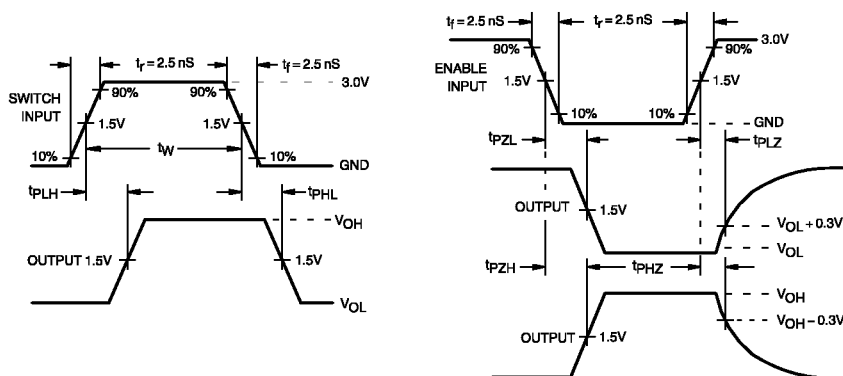 tr = 2.5 nS
tf = 2.5 nS
3.0V
90%
90%
SWITCH
INPUT
1.5V
1.5V
10%
tW
10%
GND
tPLH
tPHL
VOH
OUTPUT
1.5V
1.5V
VOL
tf = 2.5 nS
tr = 2.5 nS
3.0V
90%
90%
ENABLE
INPUT
1.5V
1.5V
10%
10%
GND
tPZL
tPLZ
OUTPUT
1.5V
VOL + 0.3V
VOL
tPZH
tPHZ
VOH
VOH – 0.3V
OUTPUT
1.5V